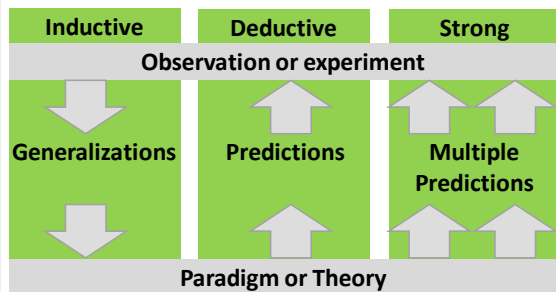 Inductive Deductive Strong
Observation or experiment
Generalizations Predictions Multiple
Predictions
Paradigm or Theory